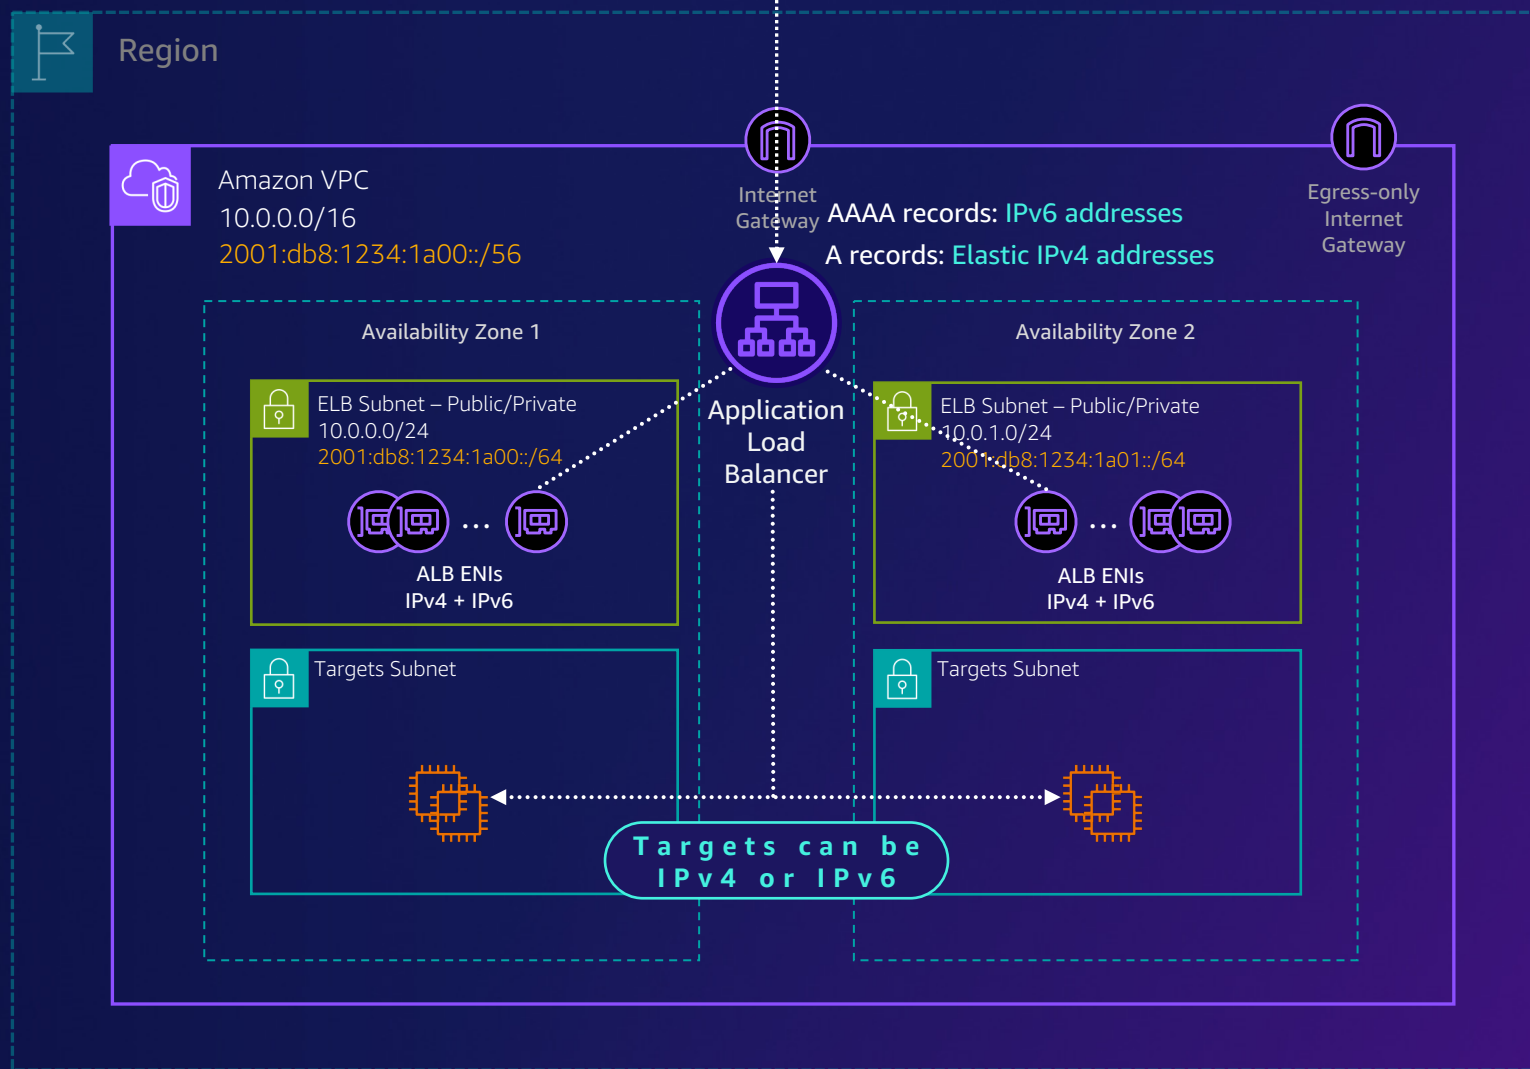 Region
Amazon VPC
10.0.0.0/16
2001:db8:1234:1a00::/56
Internet
Gateway
AAAA records: IPv6 addresses
A records: Elastic IPv4 addresses
Egress-only
Internet
Gateway
Availability Zone 1
Availability Zone 2
ELB Subnet – Public/Private
10.0.0.0/24
2001:db8:1234:1a00::/64
Application
Load
Balancer
ELB Subnet – Public/Private
10.0.1.0/24
2001:db8:1234:1a01::/64
...
ALB ENIs
IPv4 + IPv6
...
ALB ENIs
IPv4 + IPv6
Targets Subnet
Targets Subnet
Targets can be
IPv4 or IPv6